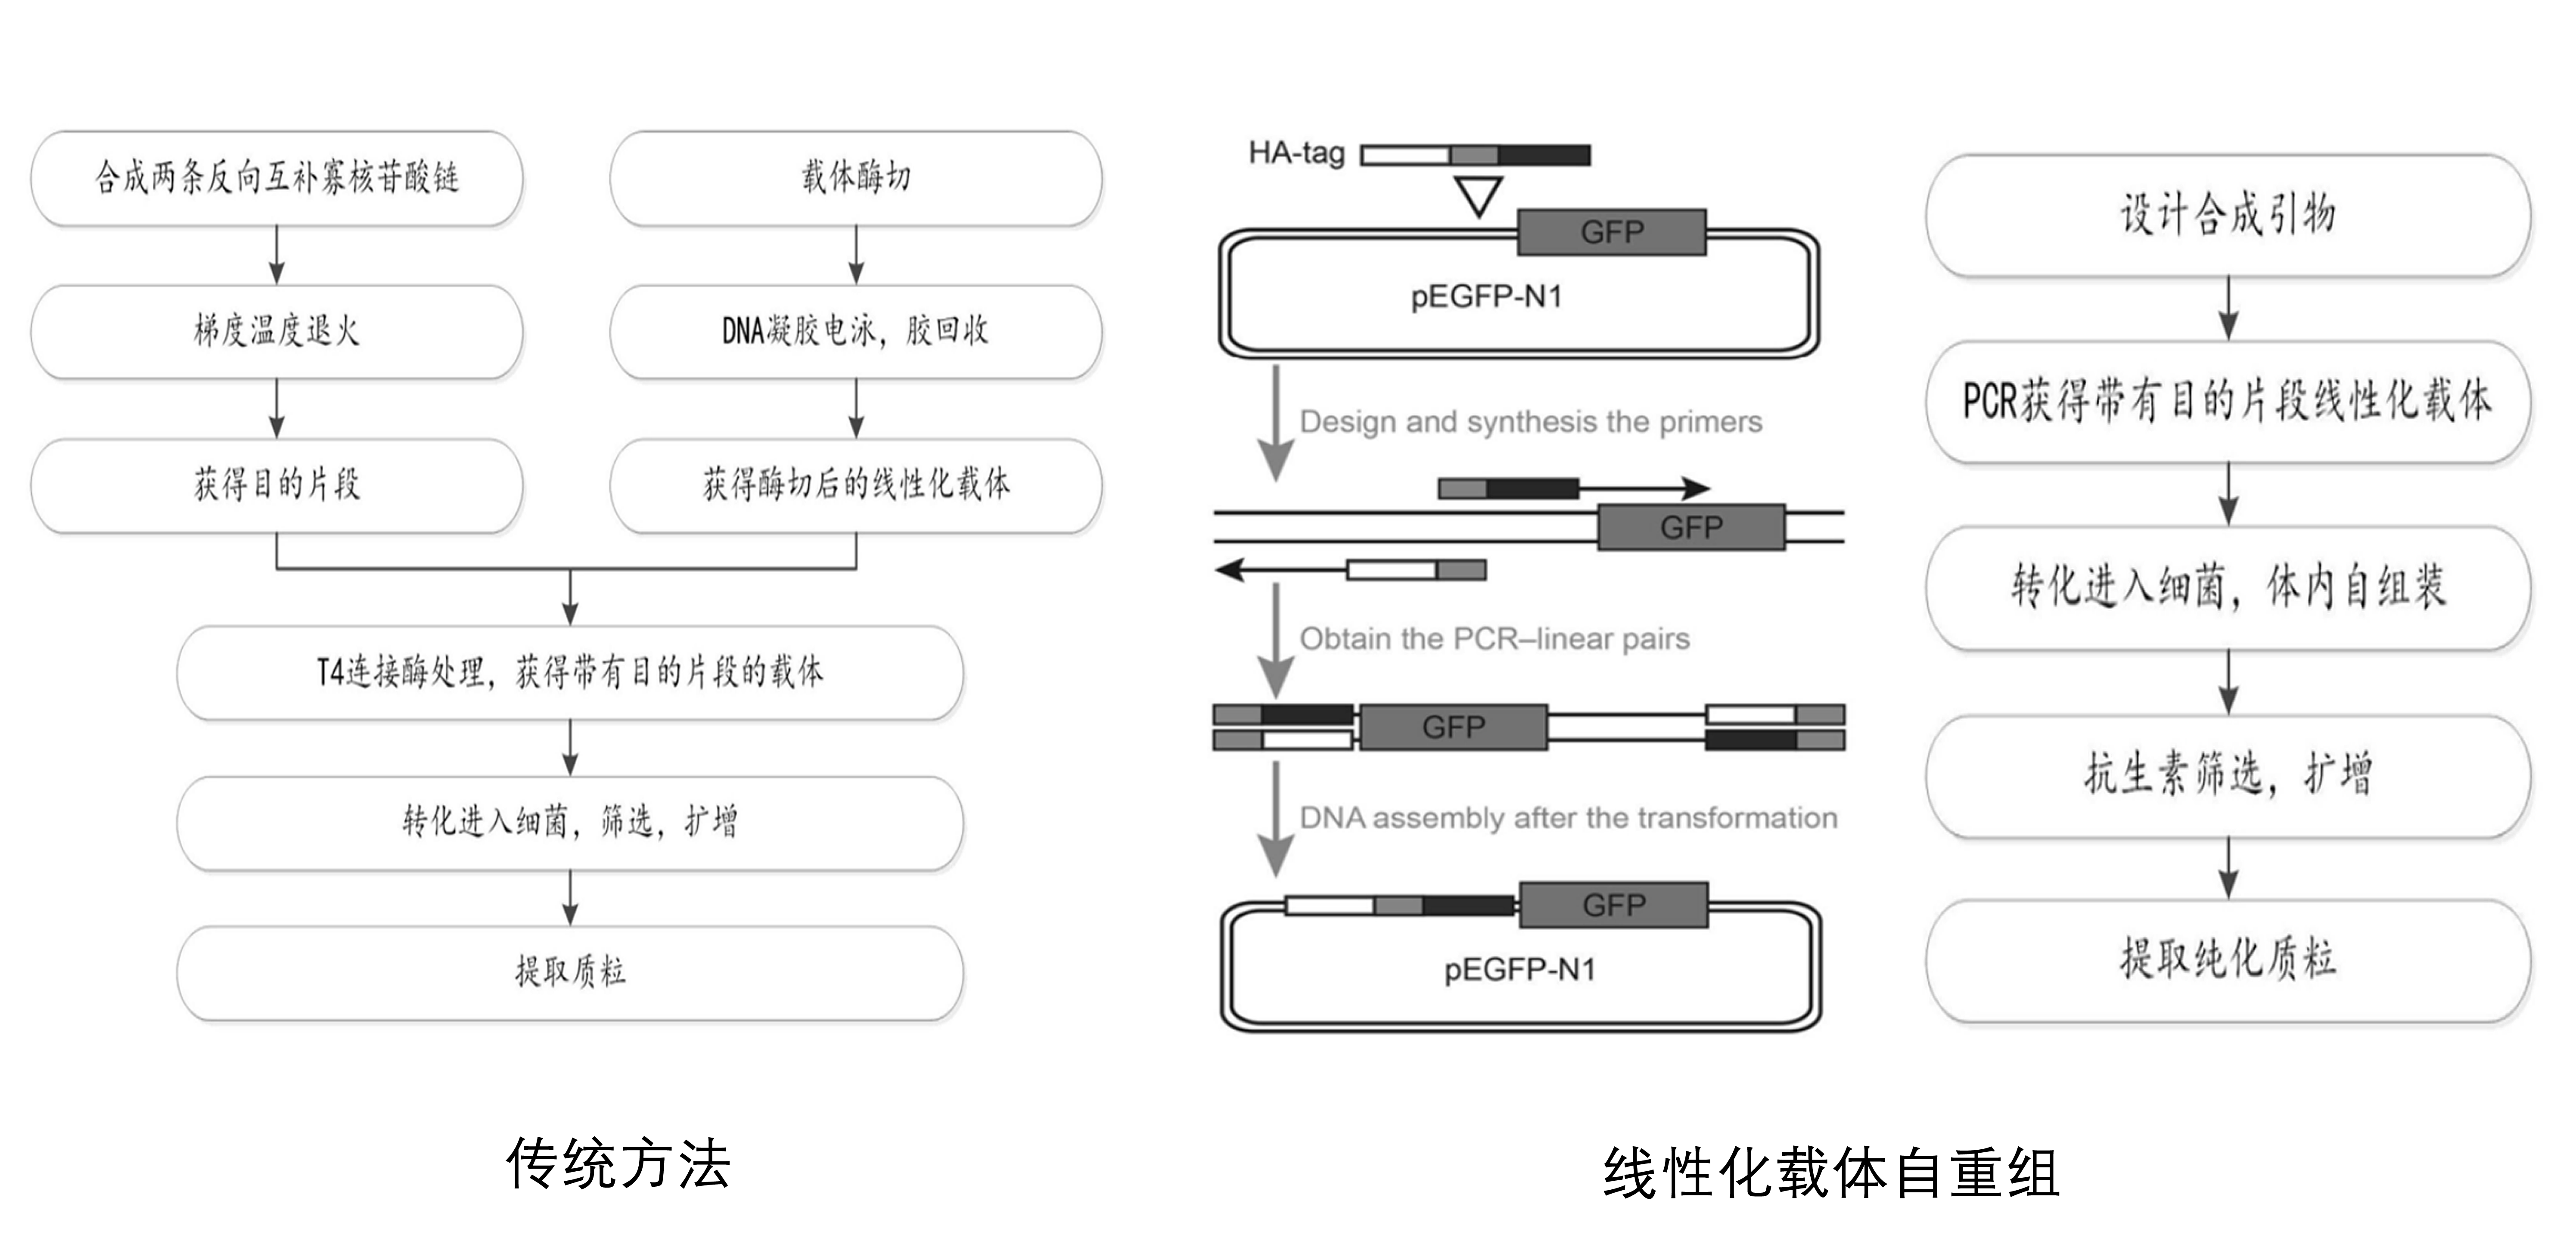 合成两条反向互补寡核苷酸链
梯度温度退火
获得目的片段
载体酶切
DNA凝胶电泳，胶回收
获得酶切后的线性化载体
T4连接酶处理，获得带有目的片段的载体
转化进入细菌，筛选，扩增
提取质粒
传统方法
HA-tag
GFP
pEGFP-N1
Design and synthesis the primers
GFP
Obtain the PCR–linear pairs
GFP
DNA assembly after the transformation
GFP
pEGFP-N1
设计合成引物
PCR获得带有目的片段线性化载体
转化进入细菌，体内自组装
抗生素筛选，扩增
提取纯化质粒
线性化载体自重组